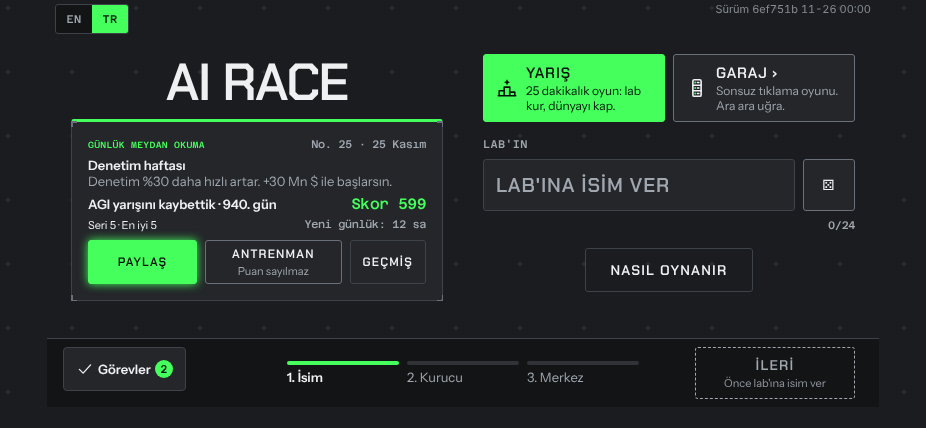 EN TR
Sürüm 6ef751b 11-26 00:00
AI RACE
GÜNLÜK MEYDAN OKUMA
No. 25 · 25 Kasım
Denetim haftası
Denetim %30 daha hızlı artar. +30 Mn $ ile başlarsın.
AGI yarışını kaybettik · 940. gün
Skor 599
Seri 5 · En iyi 5
Yeni günlük: 12 sa
PAYLAŞ
ANTRENMAN
Puan sayılmaz
GEÇMİŞ
YARIŞ
25 dakikalık oyun: lab
kur, dünyayı kap.
GARAJ ›
Sonsuz tıklama oyunu.
Ara ara uğra.
LAB'IN
LAB'INA İSİM VER
0/24
NASIL OYNANIR
Görevler 2
1. İsim
2. Kurucu
3. Merkez
İLERİ
Önce lab'ına isim ver